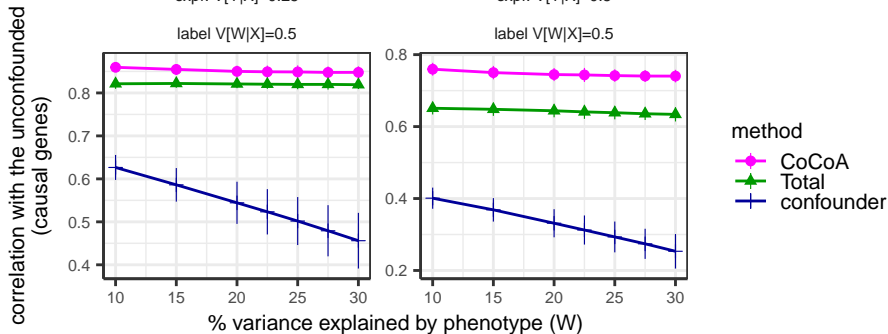 label V[W|X]=0.5
label V[W|X]=0.5
correlation with the unconfounded
(causal genes)
0.8
0.7
0.6
0.5
0.4
0.8
0.6
0.4
0.2
10 15 20 25 30
10 15 20 25 30
% variance explained by phenotype (W)
method
CoCoA
Total
confounder